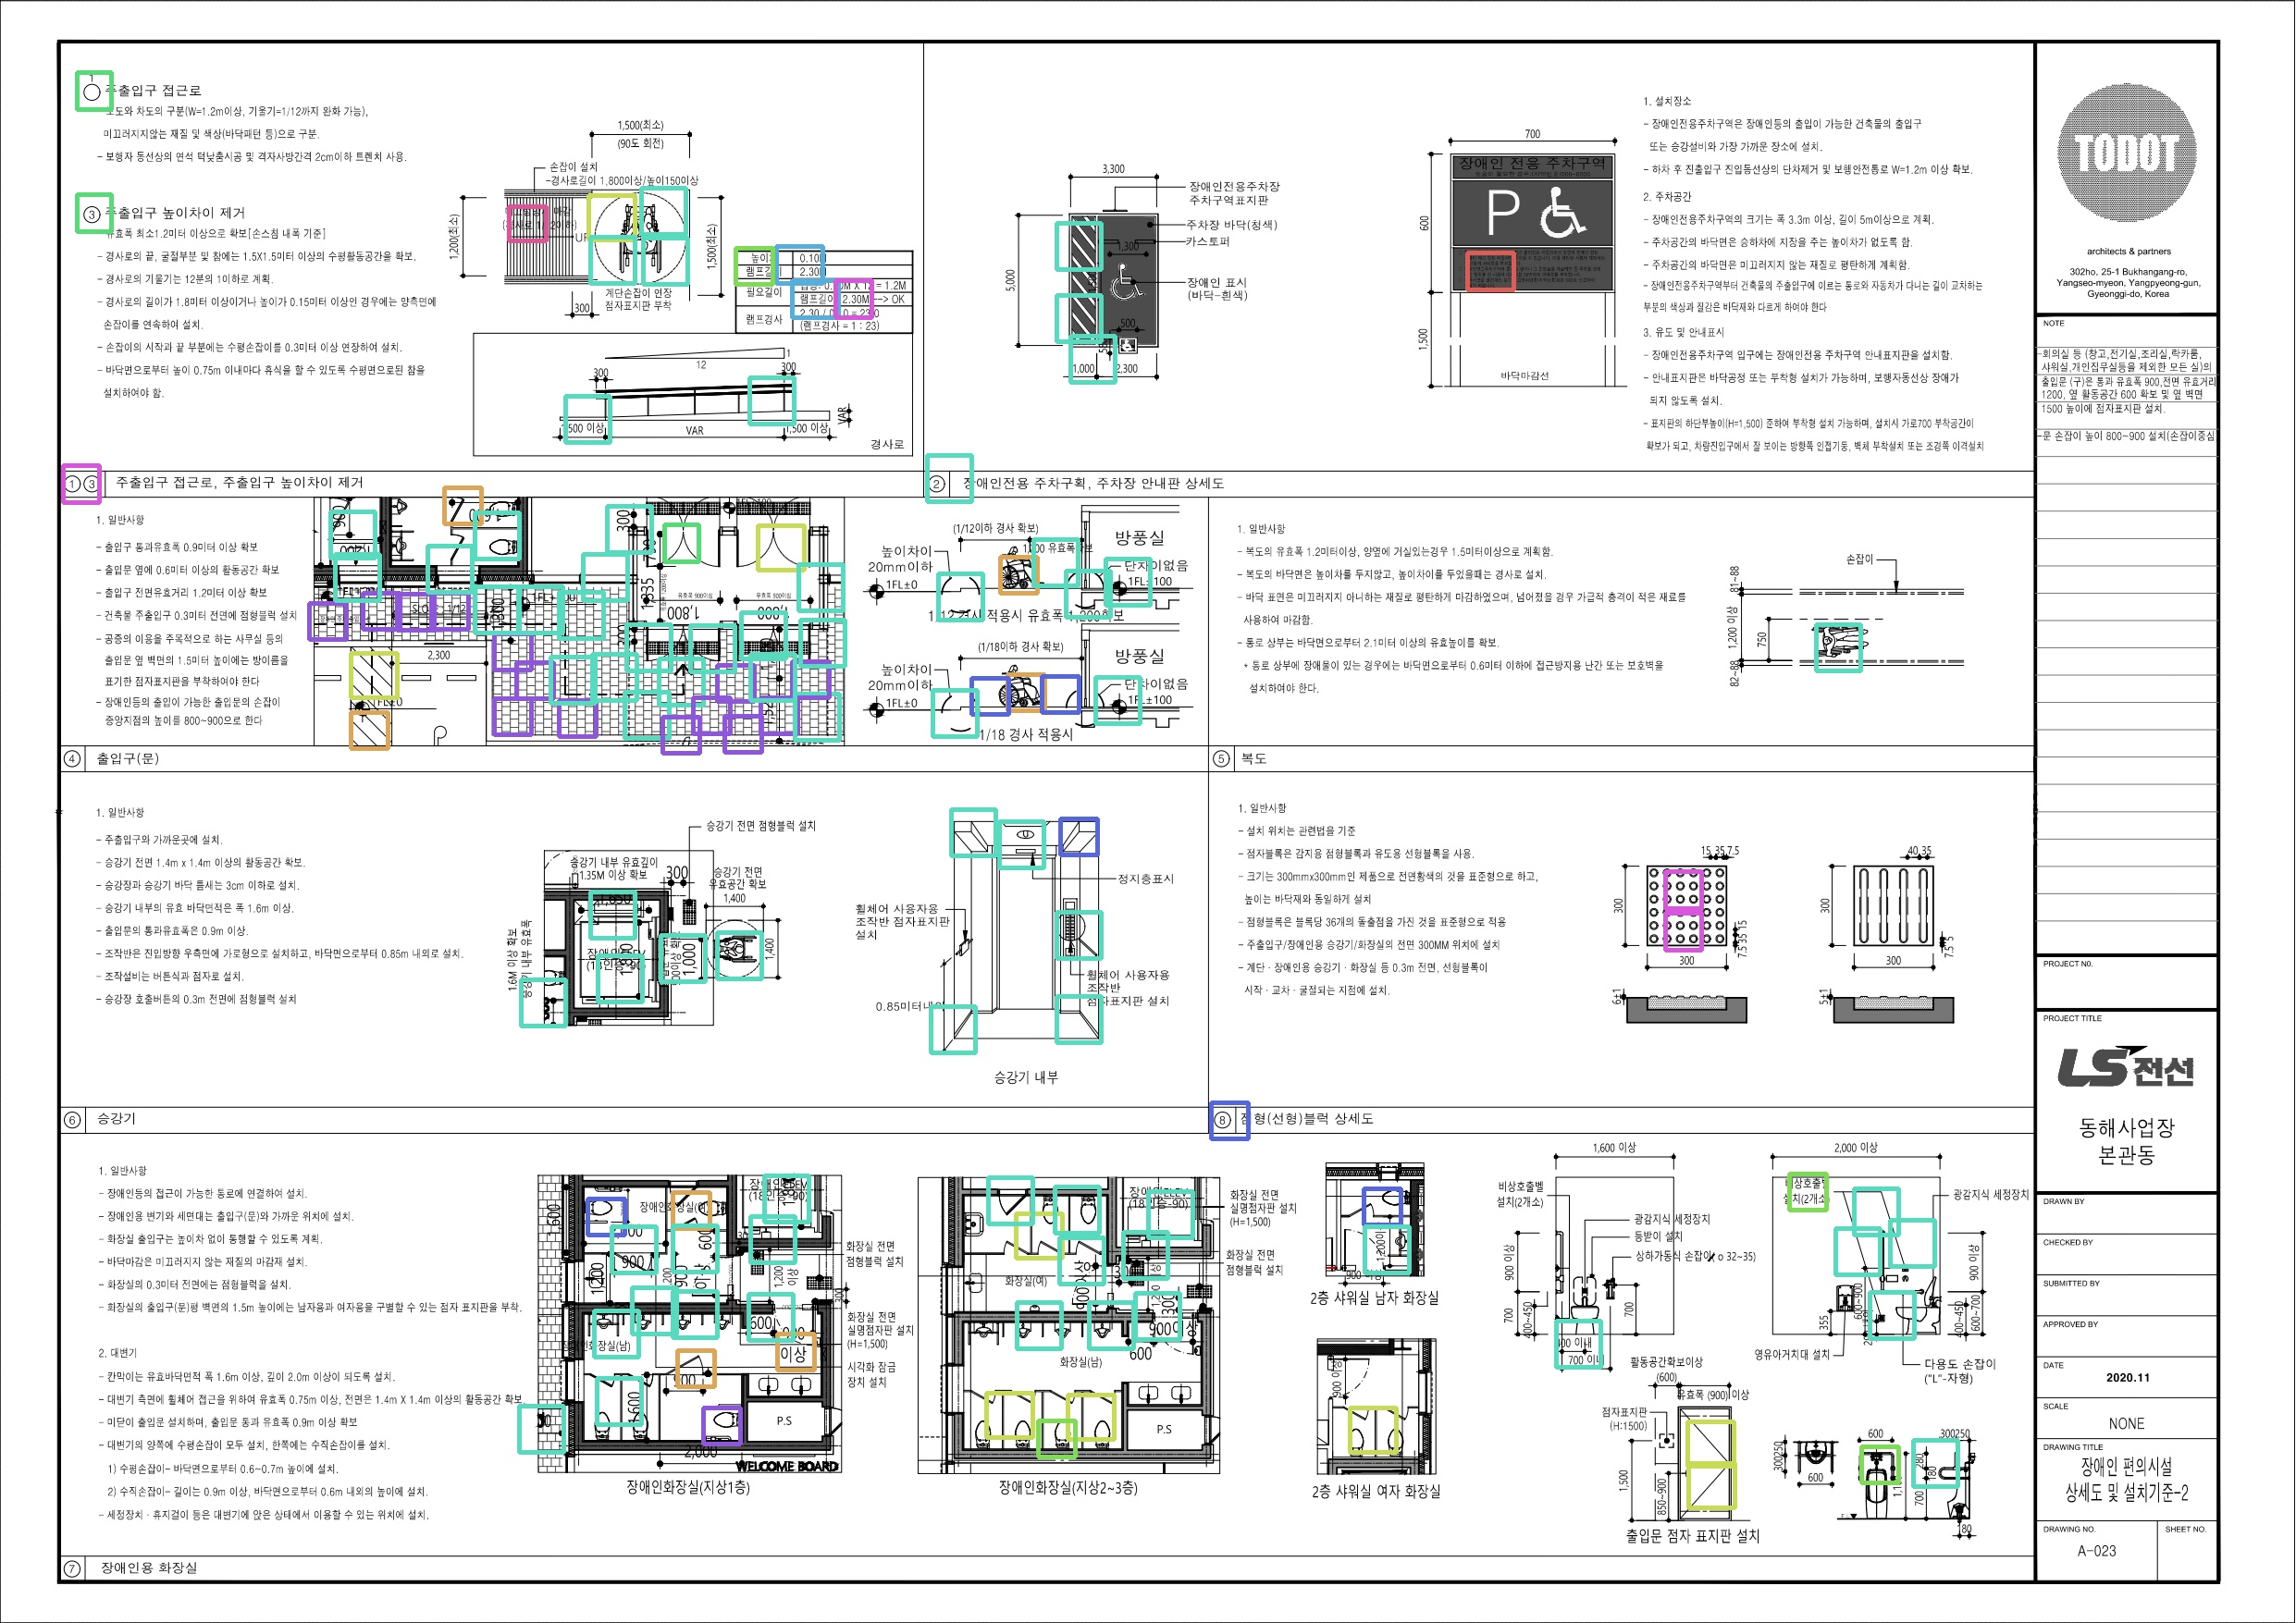 주출입구 접근로
보도와 차도의 구분(W=1.2m이상, 기울기=1/12까지 완화 가능),
미끄러지지않는 재질 및 색상(바닥패턴 등)으로 구분.
- 보행자 동선상의 연석 턱낮춤시공 및 격자사방간격 2cm이하 트렌치 사용.
③ 주출입구 높이차이 제거
유효폭 최소1.2미터 이상으로 확보[손스침 내폭 기준]
- 경사로의 끝, 굴절부분 및 참에는 1.5X1.5미터 이상의 수평활동공간을 확보.
- 경사로의 기울기는 12분의 1이하로 계획.
- 경사로의 길이가 1.8미터 이상이거나 높이가 0.15미터 이상인 경우에는 양측면에
손잡이를 연속하여 설치.
- 손잡이의 시작과 끝 부분에는 수평손잡이를 0.3미터 이상 연장하여 설치.
- 바닥면으로부터 높이 0.75m 이내마다 휴식을 할 수 있도록 수평면으로된 참을
설치하여야 함.
1,500(최소)
(90도 회전)
손잡이 설치
-경사로길이 1,800이상/높이150이상
1,200(최소)
1,500(최소)
300
계단손잡이 연장
점자표지판 부착
0.10
2.30
필요길이
램프길이 2.30M --> OK
램프경사
(램프경사 = 1 : 23)
1
12
300
300
500 이상
VAR
1,500 이상
VAR
경사로
① ③ 주출입구 접근로, 주출입구 높이차이 제거
3,300
장애인전용주차장
주차구역표지판
주차장 바닥(청색)
카스토퍼
1,300
장애인 표시
(바닥-흰색)
5,000
500
1,000
2,300
700
장애인 전용 주차구역
P
600
1,500
바닥마감선
1. 설치장소
- 장애인전용주차구역은 장애인등의 출입이 가능한 건축물의 출입구
또는 승강설비와 가장 가까운 장소에 설치.
- 하차 후 진출입구 진입동선상의 단차제거 및 보행안전통로 W=1.2m 이상 확보.
2. 주차공간
- 장애인전용주차구역의 크기는 폭 3.3m 이상, 길이 5m이상으로 계획.
- 주차공간의 바닥면은 승하차에 지장을 주는 높이차가 없도록 함.
- 주차공간의 바닥면은 미끄러지지 않는 재질로 평탄하게 계획함.
- 장애인전용주차구역부터 건축물의 주출입구에 이르는 통로와 자동차가 다니는 길이 교차하는
부분의 색상과 질감은 바닥재와 다르게 하여야 한다
3. 유도 및 안내표시
- 장애인전용주차구역 입구에는 장애인전용 주차구역 안내표지판을 설치함.
- 안내표지판은 바닥공정 또는 부착형 설치가 가능하며, 보행자동선상 장애가
되지 않도록 설치.
- 표지판의 하단부높이(H=1,500) 준하여 부착형 설치 가능하며, 설치시 가로700 부착공간이
확보가 되고, 차량진입구에서 잘 보이는 방향쪽 인접기둥, 벽체 부착설치 또는 조경쪽 이격설치
② 장애인전용 주차구획, 주차장 안내판 상세도
1. 일반사항
- 출입구 통과유효폭 0.9미터 이상 확보
- 출입문 옆에 0.6미터 이상의 활동공간 확보
- 출입구 전면유효거리 1.2미터 이상 확보
- 건축물 주출입구 0.3미터 전면에 점형블럭 설치
- 공중의 이용을 주목적으로 하는 사무실 등의
출입문 옆 벽면의 1.5미터 높이에는 방이름을
표기한 점자표지판을 부착하여야 한다
- 장애인등의 출입이 가능한 출입문의 손잡이
중앙지점의 높이를 800~900으로 한다
2,300
1,800
(1/12이하 경사 확보)
방풍실
높이차이
20mm이하
단차이없음
1FL±0
(1/18이하 경사 확보)
방풍실
높이차이
20mm이하
단차이없음
1FL±0
1FL±100
1/18 경사 적용시
④ 출입구(문)
1. 일반사항
- 복도의 유효폭 1.2미터이상, 양옆에 거실있는경우 1.5미터이상으로 계획함.
- 복도의 바닥면은 높이차를 두지않고, 높이차이를 두었을때는 경사로 설치.
- 바닥 표면은 미끄러지지 아니하는 재질로 평탄하게 마감하였으며, 넘어졌을 경우 가급적 충격이 적은 재료를
사용하여 마감함.
- 통로 상부는 바닥면으로부터 2.1미터 이상의 유효높이를 확보.
* 통로 상부에 장애물이 있는 경우에는 바닥면으로부터 0.6미터 이하에 접근방지용 난간 또는 보호벽을
설치하여야 한다.
손잡이
81~88
1,200 이상
750
82~88
⑤ 복도
1. 일반사항
- 주출입구와 가까운곳에 설치.
- 승강기 전면 1.4m x 1.4m 이상의 활동공간 확보.
- 승강장과 승강기 바닥 틈새는 3cm 이하로 설치.
- 승강기 내부의 유효 바닥면적은 폭 1.6m 이상.
- 출입문의 통과유효폭은 0.9m 이상.
- 조작반은 진입방향 우측면에 가로형으로 설치하고, 바닥면으로부터 0.85m 내외로 설치.
- 조작설비는 버튼식과 점자로 설치.
- 승강장 호출버튼의 0.3m 전면에 점형블럭 설치
승강기 전면 점형블럭 설치
승강기 내부 유효깊이
1.35M 이상 확보
300
승강기 전면
유효공간 확보
1,400
1,400
1,000
1.6M 이상 확보
승강기 내부 유효폭
정지층표시
휠체어 사용자용
조작반 점자표지판
설치
휠체어 사용자용
조작반
점자표지판 설치
승강기 내부
⑥ 승강기
1. 일반사항
- 설치 위치는 관련법을 기준
- 점자블록은 감지용 점형블록과 유도용 선형블록을 사용.
- 크기는 300mmx300mm인 제품으로 전면황색의 것을 표준형으로 하고,
높이는 바닥재와 동일하게 설치
- 점형블록은 블록당 36개의 돌출점을 가진 것을 표준형으로 적용
- 주출입구/장애인용 승강기/화장실의 전면 300MM 위치에 설치
- 계단 · 장애인용 승강기 · 화장실 등 0.3m 전면, 선형블록이
시작 · 교차 · 굴절되는 지점에 설치.
15 35 7.5
300
300
7.5 35 15
6±1
40 35
300
300
7.5 5
5±1
⑧ 점형(선형)블럭 상세도
1. 일반사항
- 장애인등의 접근이 가능한 통로에 연결하여 설치.
- 장애인용 변기와 세면대는 출입구(문)와 가까운 위치에 설치.
- 화장실 출입구는 높이차 없이 통행할 수 있도록 계획.
- 바닥마감은 미끄러지지 않는 재질의 마감재 설치.
- 화장실의 0.3미터 전면에는 점형블럭을 설치.
- 화장실의 출입구(문)평 벽면의 1.5m 높이에는 남자용과 여자용을 구별할 수 있는 점자 표지판을 부착.
2. 대변기
- 칸막이는 유효바닥면적 폭 1.6m 이상, 깊이 2.0m 이상이 되도록 설치.
- 대변기 측면에 휠체어 접근을 위하여 유효폭 0.75m 이상, 전면은 1.4m X 1.4m 이상의 활동공간 확보
- 미닫이 출입문 설치하며, 출입문 통과 유효폭 0.9m 이상 확보
- 대변기의 양쪽에 수평손잡이 모두 설치, 한쪽에는 수직손잡이를 설치.
1) 수평손잡이- 바닥면으로부터 0.6~0.7m 높이에 설치.
2) 수직손잡이- 길이는 0.9m 이상, 바닥면으로부터 0.6m 내외의 높이에 설치.
- 세정장치 · 휴지걸이 등은 대변기에 앉은 상태에서 이용할 수 있는 위치에 설치.
화장실 전면
점형블럭 설치
화장실 전면
실명점자판 설치
(H=1,500)
시각화 잠금
장치 설치
1,200
이상
600
이상
P.S
2,000
WELCOME BOARD
장애인화장실(지상1층)
화장실 전면
실명점자판 설치
(H=1,500)
화장실 전면
점형블럭 설치
화장실(여)
화장실(남)
600
P.S
장애인화장실(지상2~3층)
2층 샤워실 남자 화장실
2층 샤워실 여자 화장실
1,600 이상
비상호출벨
설치(2개소)
광감지식 세정장치
등받이 설치
900 이상
700
400~450
700
2,000 이상
광감지식 세정장치
900 이상
355
600~900
400~450
600~700
영유아거치대 설치
다용도 손잡이
("L"-자형)
활동공간확보이상
(600)
유효폭 (900)이상
점자표지판
(H:1500)
1,500
850~900
출입문 점자 표지판 설치
300250
600
600
300250
700
80
⑦ 장애인용 화장실
TODOT
architects & partners
302ho, 25-1 Bukhangang-ro,
Yangseo-myeon, Yangpyeong-gun,
Gyeonggi-do, Korea
NOTE
-회의실 등 (창고,전기실,조리실,락카룸,
샤워실,개인집무실등을 제외한 모든 실)의
출입문 (구)은 통과 유효폭 900,전면 유효거리
1200, 옆 활동공간 600 확보 및 옆 벽면
1500 높이에 점자표지판 설치.
-문 손잡이 높이 800~900 설치(손잡이중심
PROJECT N0.
PROJECT TITLE
LS전선
동해사업장
본관동
DRAWN BY
CHECKED BY
SUBMITTED BY
APPROVED BY
DATE
2020.11
SCALE
NONE
DRAWING TITLE
장애인 편의시설
상세도 및 설치기준-2
DRAWING NO.
SHEET NO.
A-023